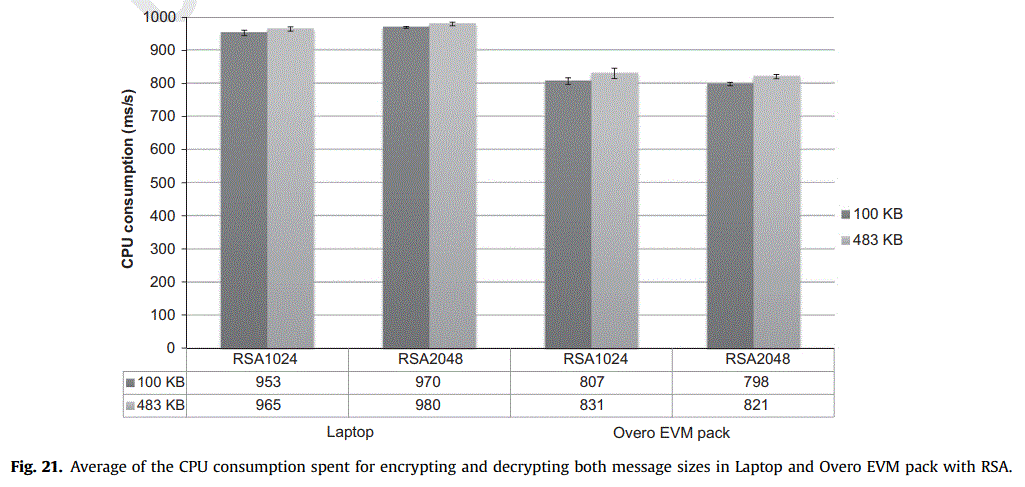 1000
900
800
700
600
500
400
300
200
100
0
CPU consumption (ms/s)
100 KB
483 KB
RSA1024 RSA2048 RSA1024 RSA2048
100 KB 953 970 807 798
483 KB 965 980 831 821
Laptop Overo EVM pack
Fig. 21. Average of the CPU consumption spent for encrypting and decrypting both message sizes in Laptop and Overo EVM pack with RSA.